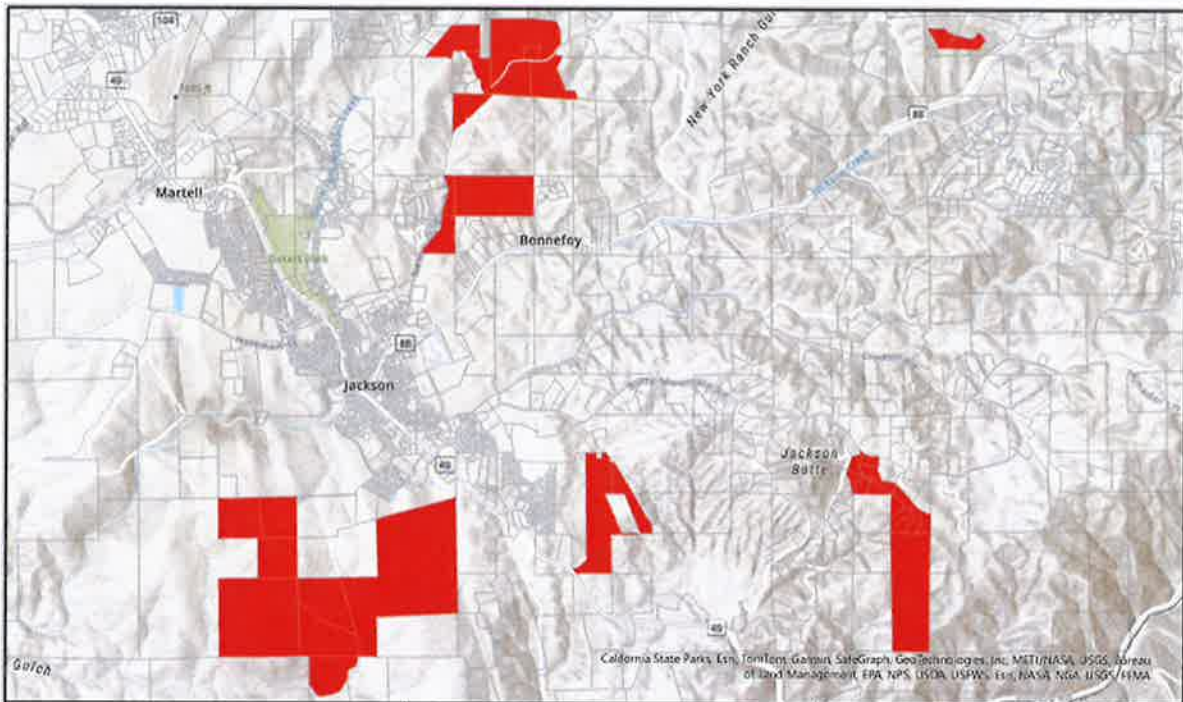 104
49
New York Ranch Gul
88
Martell
Bonnefoy
88
Jackson
Jackson
Butte
49
49
Gulch
California State Parks, Esri, TomTom, Garmin, SafeGraph, GeoTechnologies, Inc, METI/NASA, USGS, Bureau
of Land Management, EPA, NPS, USDA, USFWS, Esri, NASA, NGA, USGS, FEMA